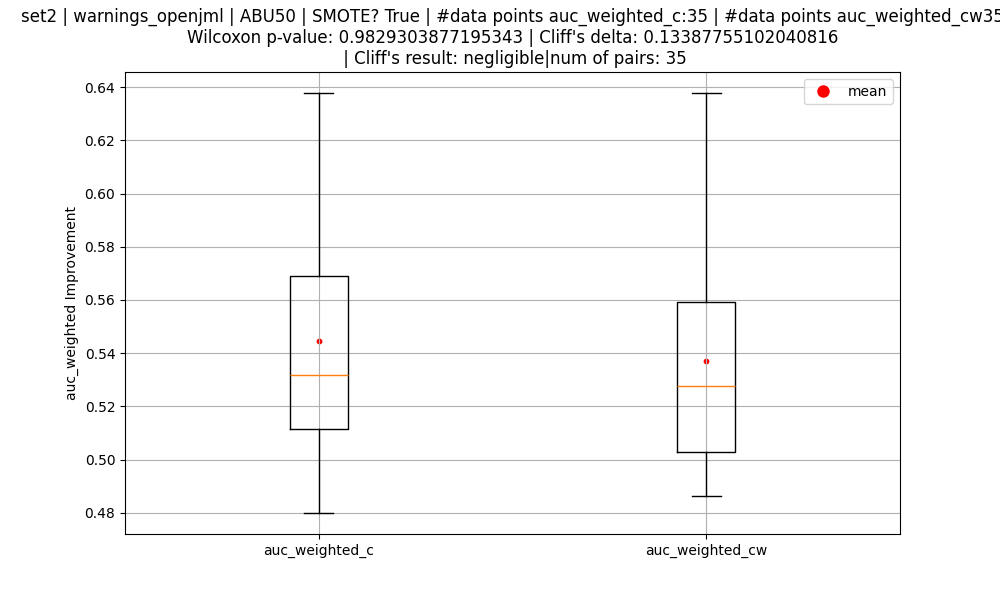 set2 | warnings_openjml | ABU50 | SMOTE? True | #data points auc_weighted_c:35 | #data points auc_weighted_cw35
Wilcoxon p-value: 0.9829303877195343 | Cliff's delta: 0.13387755102040816
| Cliff's result: negligible|num of pairs: 35
mean
auc_weighted Improvement
0.64
0.62
0.60
0.58
0.56
0.54
0.52
0.50
0.48
auc_weighted_c
auc_weighted_cw